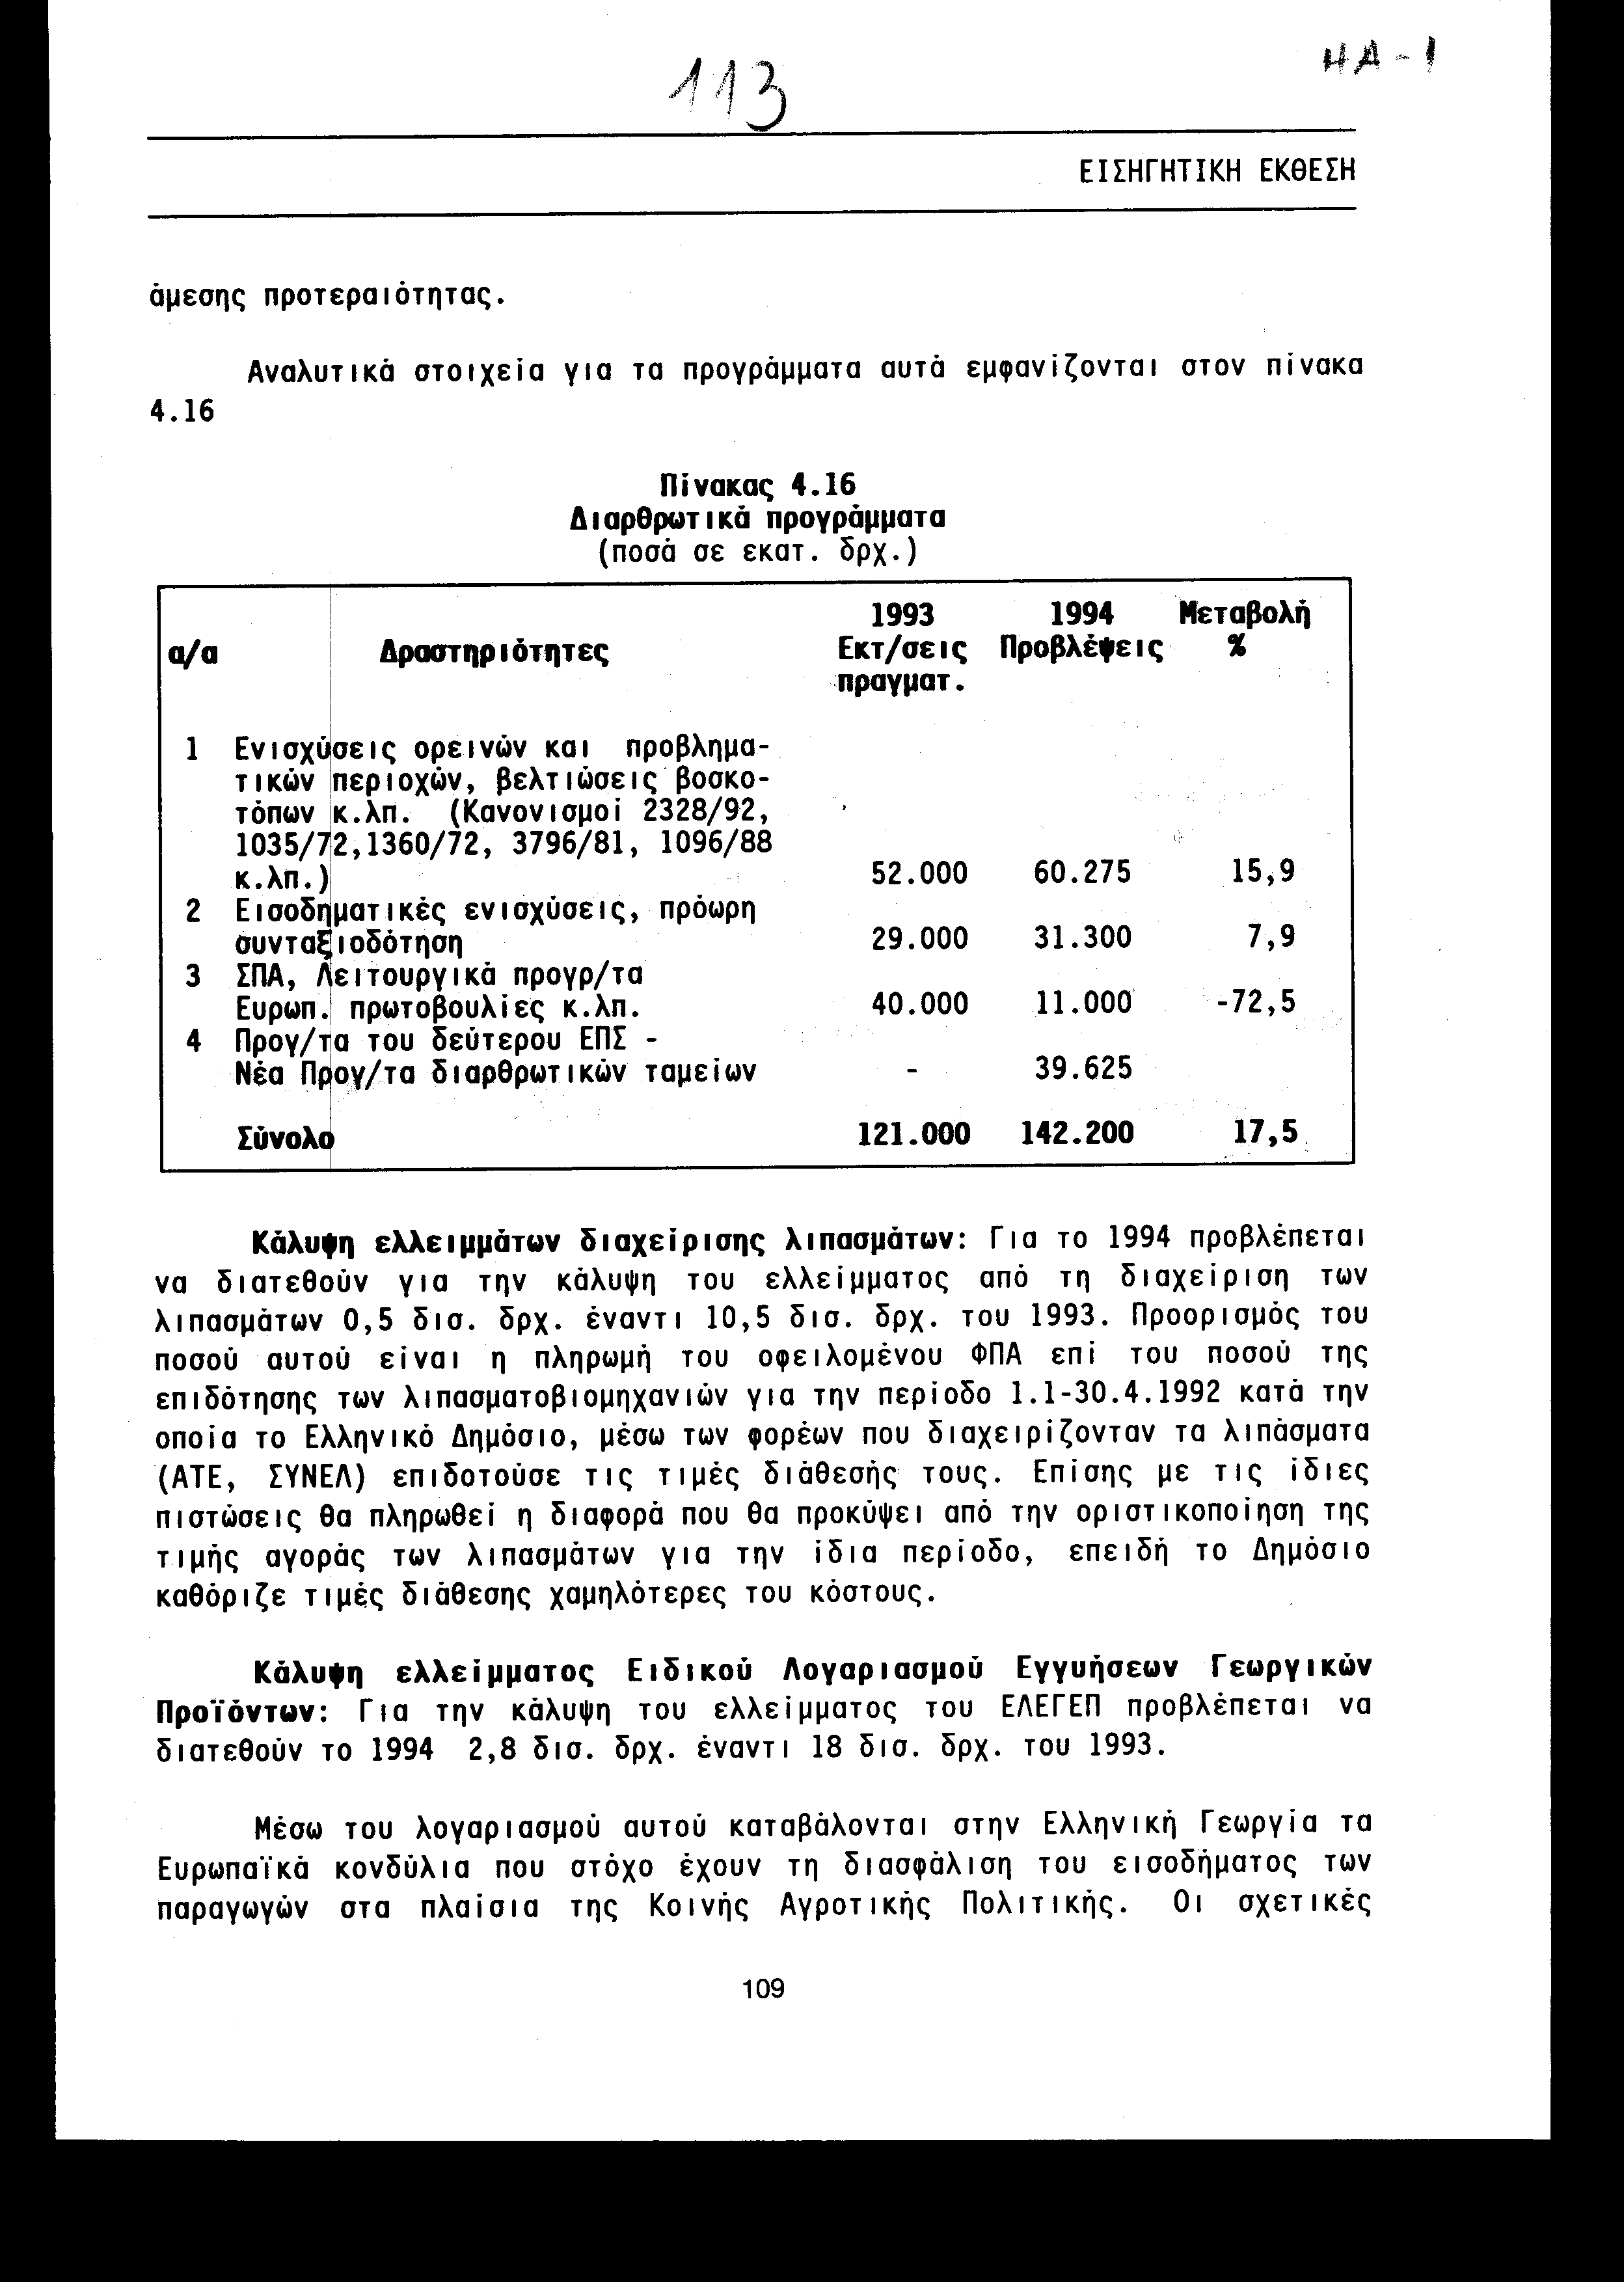 113
HA-1
ΕΙΣΗΓΗΤΙΚΗ ΕΚΘΕΣΗ
άμεσης προτεραιότητας.
Αναλυτικά στοιχεία για τα προγράμματα αυτά εμφανίζονται στον πίνακα
4.16
Πίνακας 4.16
Διαρθρωτικά προγράμματα
(ποσά σε εκατ. δρχ.)
1993 1994 Μεταβολή
α/α Δραστηριότητες Εκτ/σεις Προβλέψεις %
πραγματ.
1 Ενισχύσεις ορεινών και προβλημα-
τικών περιοχών, βελτιώσεις βοσκο-
τόπων κ.λπ. (Κανονισμοί 2328/92,
1035/72,1360/72, 3796/81, 1096/88
κ.λπ.) 52.000 60.275 15,9
2 Εισοδηματικές ενισχύσεις, πρόωρη
συνταξιοδότηση 29.000 31.300 7,9
3 ΣΠΑ, Λειτουργικά προγρ/τα
Ευρωπ. πρωτοβουλίες κ.λπ. 40.000 11.000 -72,5
4 Προγ/τα του δεύτερου ΕΠΣ -
Νέα Προγ/τα διαρθρωτικών ταμείων - 39.625
Σύνολο 121.000 142.200 17,5
Κάλυψη ελλειμμάτων διαχείρισης λιπασμάτων: Για το 1994 προβλέπεται
να διατεθούν για την κάλυψη του ελλείμματος από τη διαχείριση των
λιπασμάτων 0,5 δισ. δρχ. έναντι 10,5 δισ. δρχ. του 1993. Προορισμός του
ποσού αυτού είναι η πληρωμή του οφειλομένου ΦΠΑ επί του ποσού της
επιδότησης των λιπασματοβιομηχανιών για την περίοδο 1.1-30.4.1992 κατά την
οποία το Ελληνικό Δημόσιο, μέσω των φορέων που διαχειρίζονταν τα λιπάσματα
(ΑΤΕ, ΣΥΝΕΛ) επιδοτούσε τις τιμές διάθεσής τους. Επίσης με τις ίδιες
πιστώσεις θα πληρωθεί η διαφορά που θα προκύψει από την οριστικοποίηση της
τιμής αγοράς των λιπασμάτων για την ίδια περίοδο, επειδή το Δημόσιο
καθόριζε τιμές διάθεσης χαμηλότερες του κόστους.
Κάλυψη ελλείμματος Ειδικού Λογαριασμού Εγγυήσεων Γεωργικών
Προϊόντων: Για την κάλυψη του ελλείμματος του ΕΛΕΓΕΠ προβλέπεται να
διατεθούν το 1994 2,8 δισ. δρχ. έναντι 18 δισ. δρχ. του 1993.
Μέσω του λογαριασμού αυτού καταβάλονται στην Ελληνική Γεωργία τα
Ευρωπαϊκά κονδύλια που στόχο έχουν τη διασφάλιση του εισοδήματος των
παραγωγών στα πλαίσια της Κοινής Αγροτικής Πολιτικής. Οι σχετικές
109